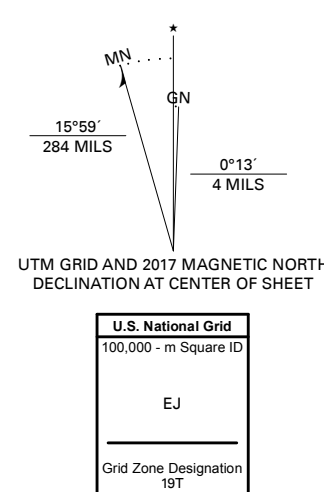 ★
MN
GN
15°59´
284 MILS
0°13´
4 MILS
UTM GRID AND 2017 MAGNETIC NORTH
DECLINATION AT CENTER OF SHEET
U.S. National Grid
100,000 - m Square ID
EJ
Grid Zone Designation
19T